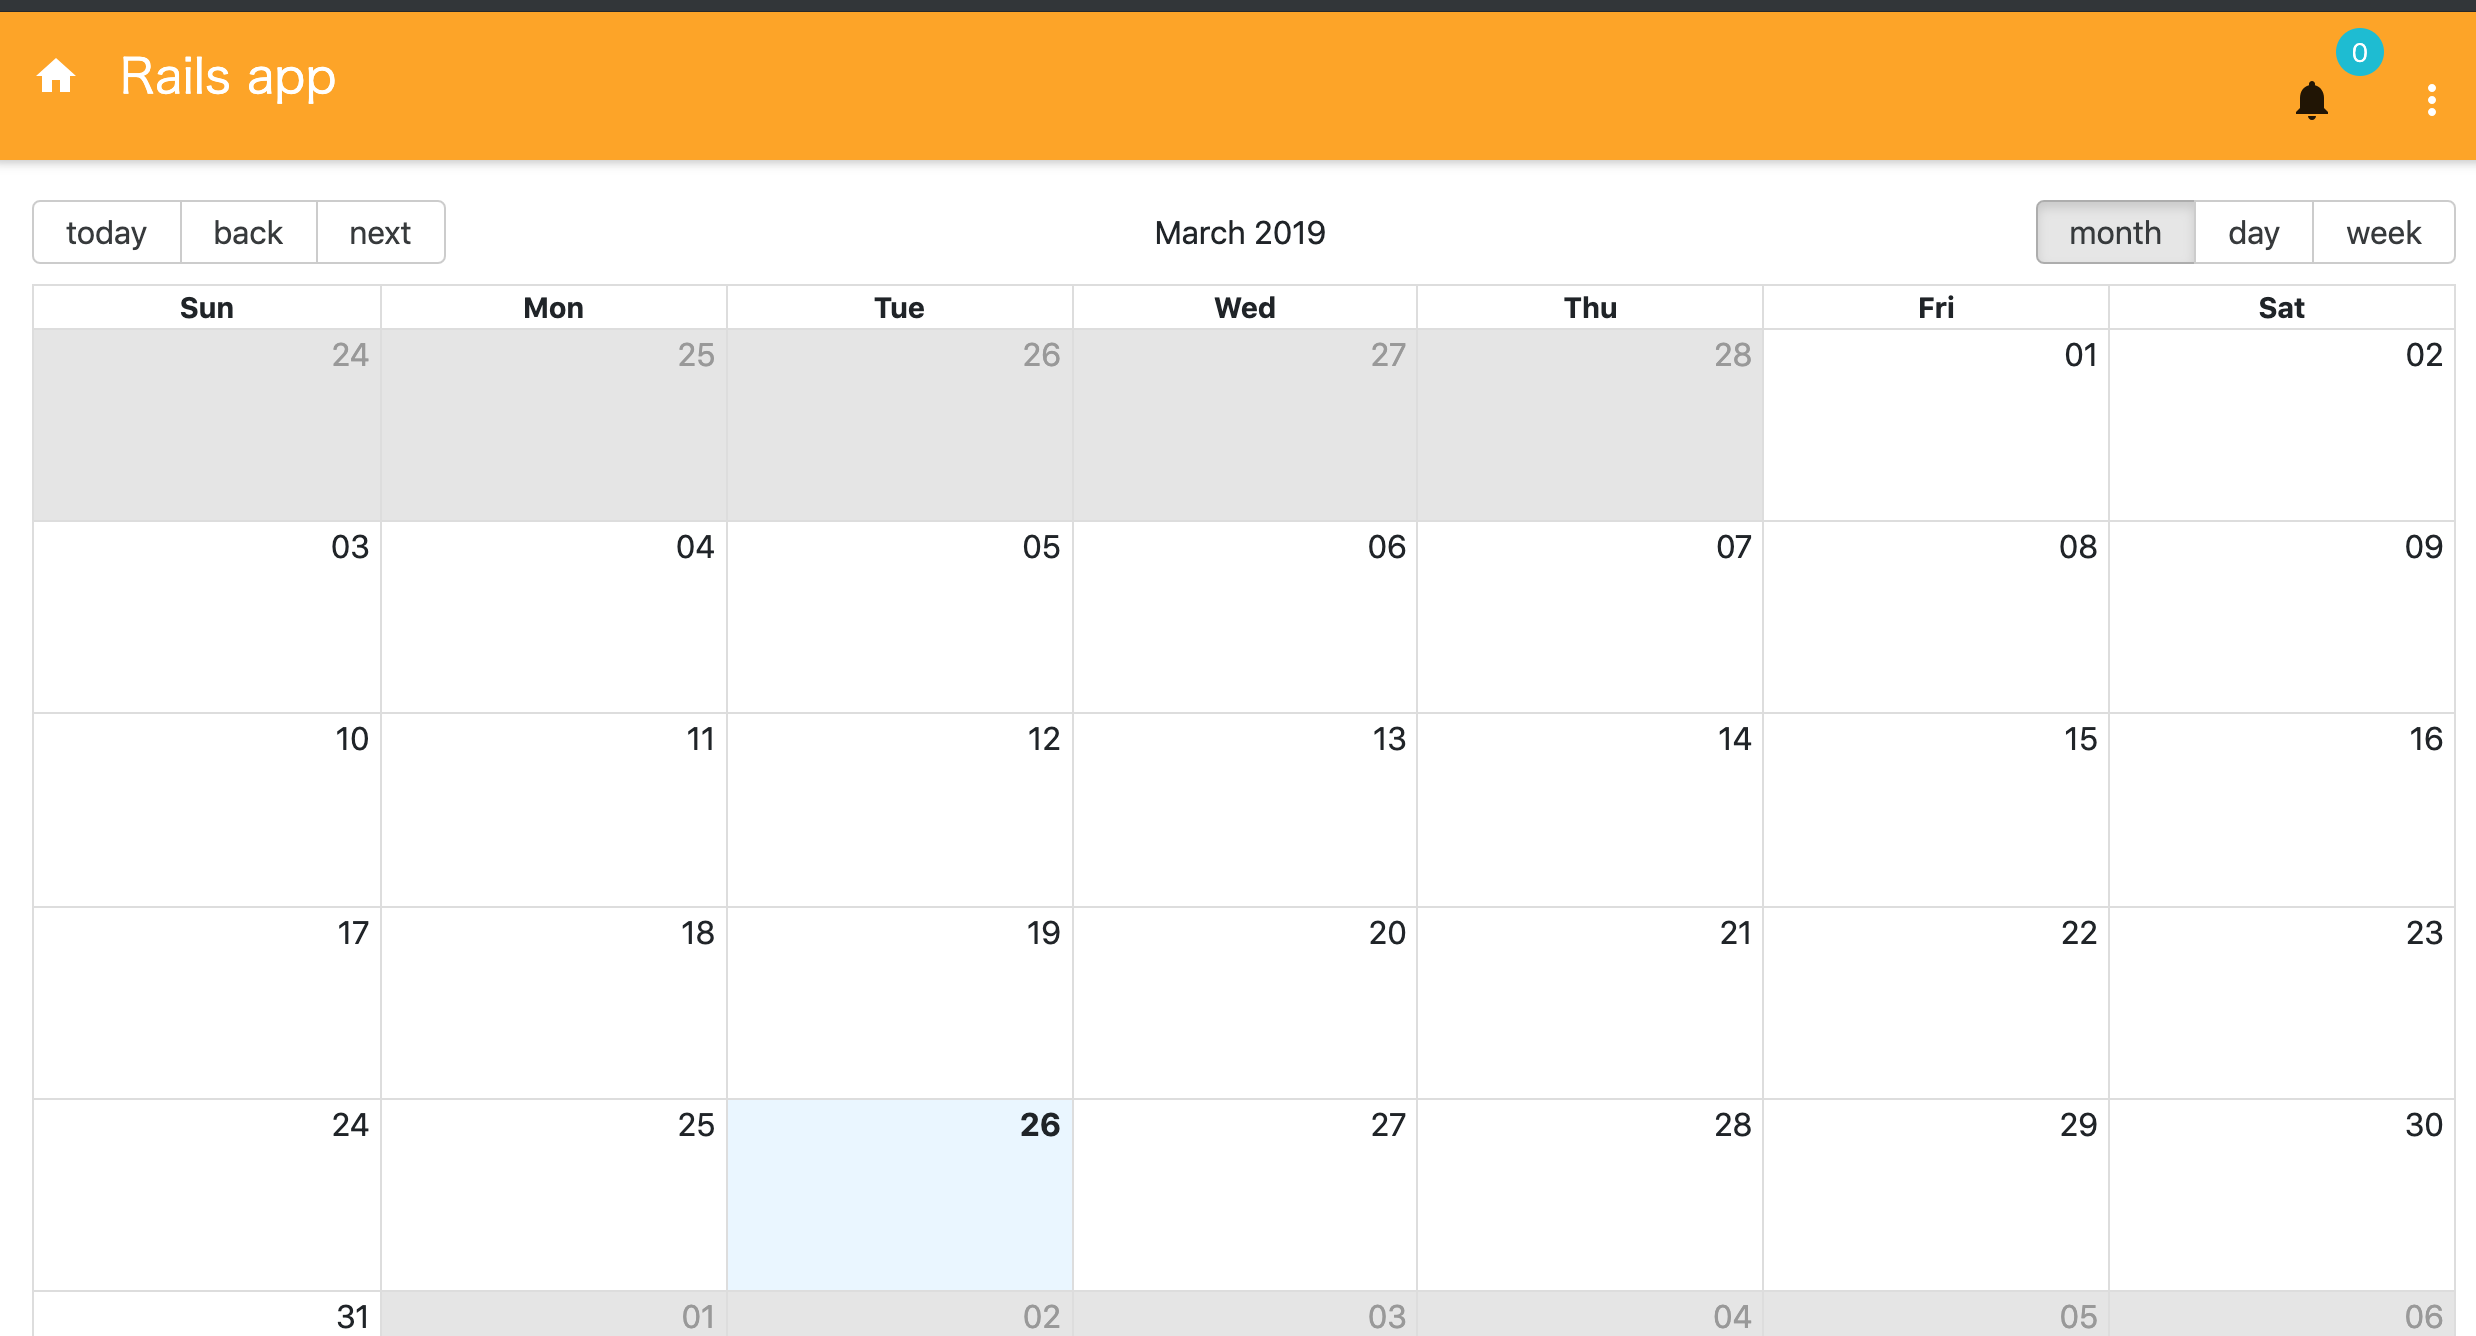 Rails app 0
today back next March 2019 month day week
Sun Mon Tue Wed Thu Fri Sat
24 25 26 27 28 01 02
03 04 05 06 07 08 09
10 11 12 13 14 15 16
17 18 19 20 21 22 23
24 25 26 27 28 29 30
31 01 02 03 04 05 06